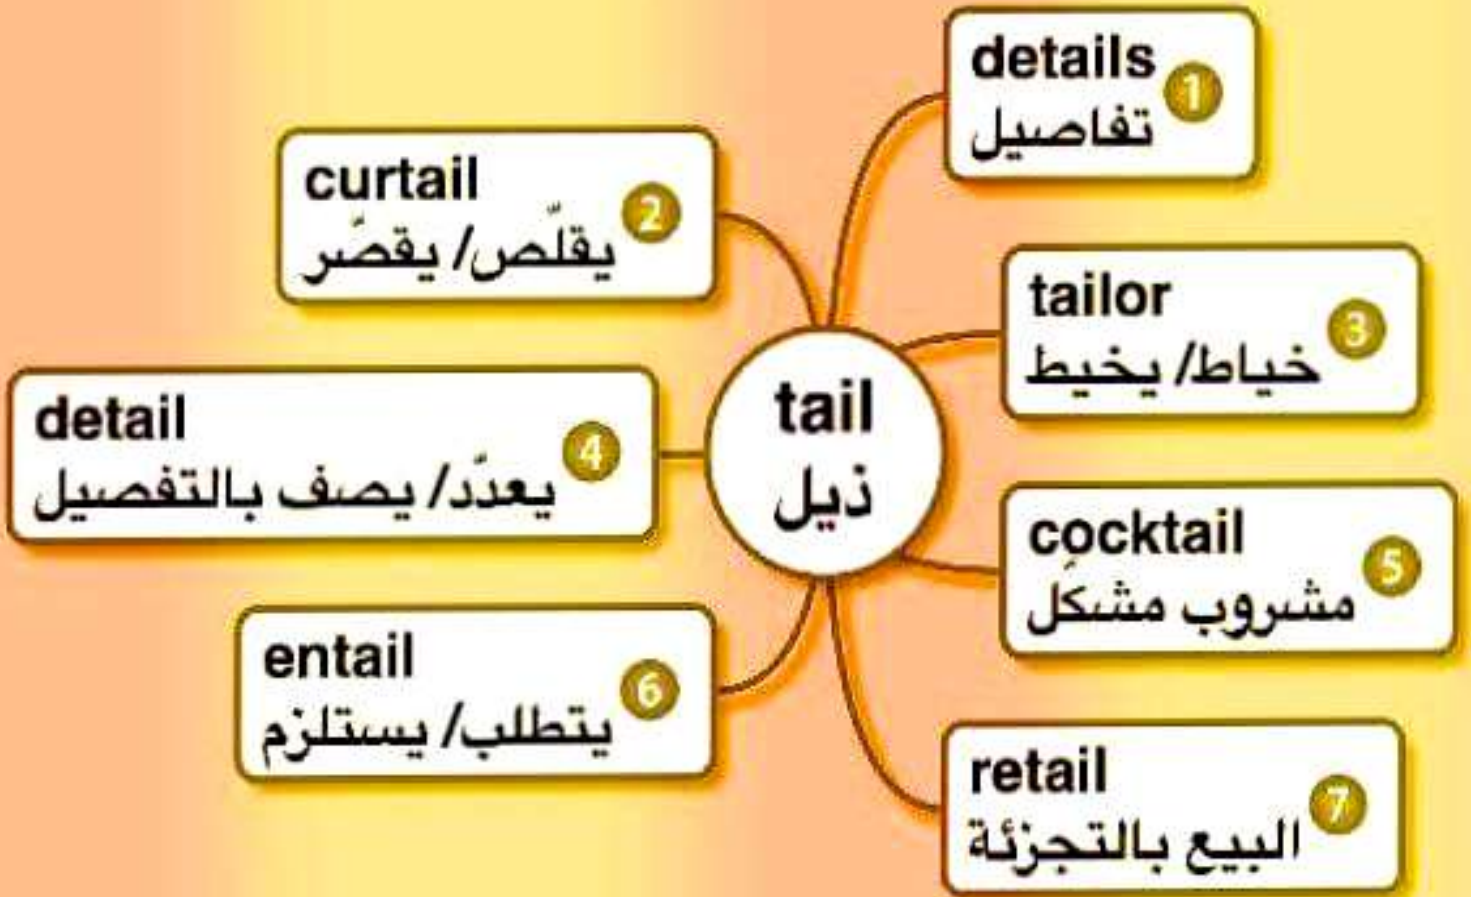 tail
ذيل
details
تفاصيل
1
curtail
يقلّص/ يقصّر
2
tailor
خياط/ يخيط
3
detail
يعدّد/ يصف بالتفصيل
4
cocktail
مشروب مشكّل
5
entail
يتطلب/ يستلزم
6
retail
البيع بالتجزئة
7